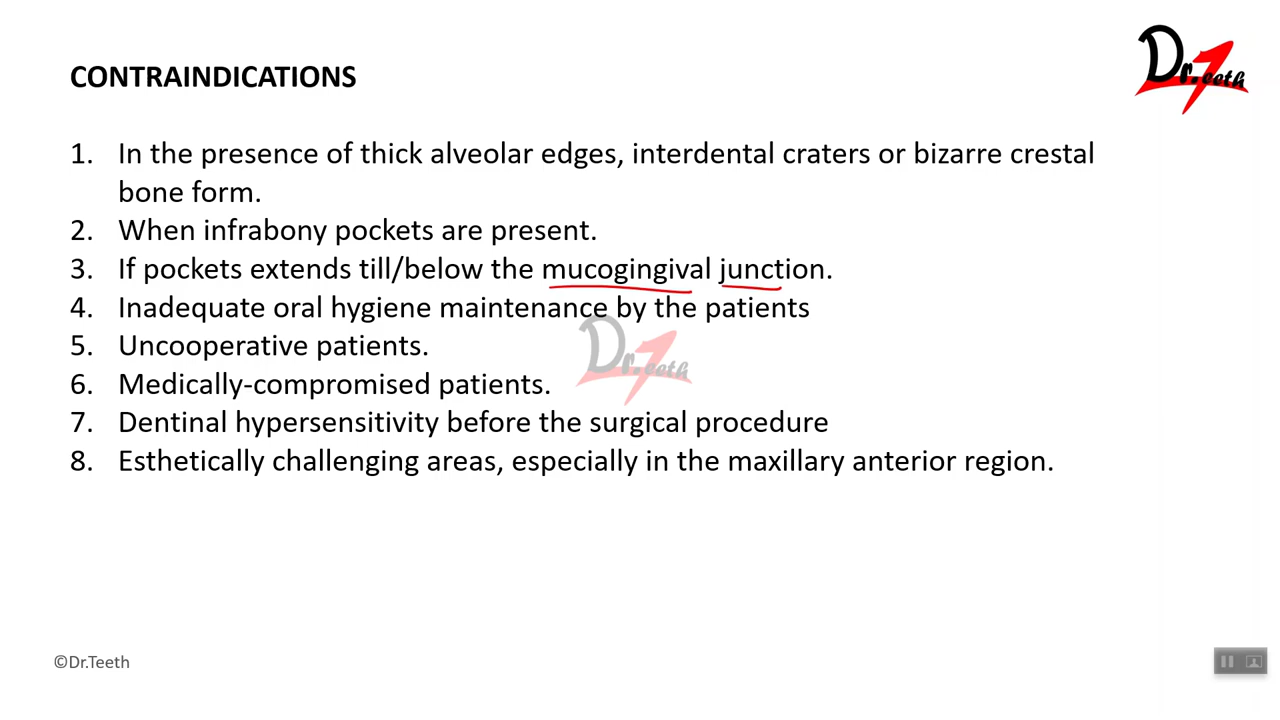 Dr.Teeth
CONTRAINDICATIONS
1. In the presence of thick alveolar edges, interdental craters or bizarre crestal
bone form.
2. When infrabony pockets are present.
3. If pockets extends till/below the mucogingival junction.
4. Inadequate oral hygiene maintenance by the patients
Dr.Teeth
5. Uncooperative patients.
6. Medically-compromised patients.
7. Dentinal hypersensitivity before the surgical procedure
8. Esthetically challenging areas, especially in the maxillary anterior region.
©Dr.Teeth